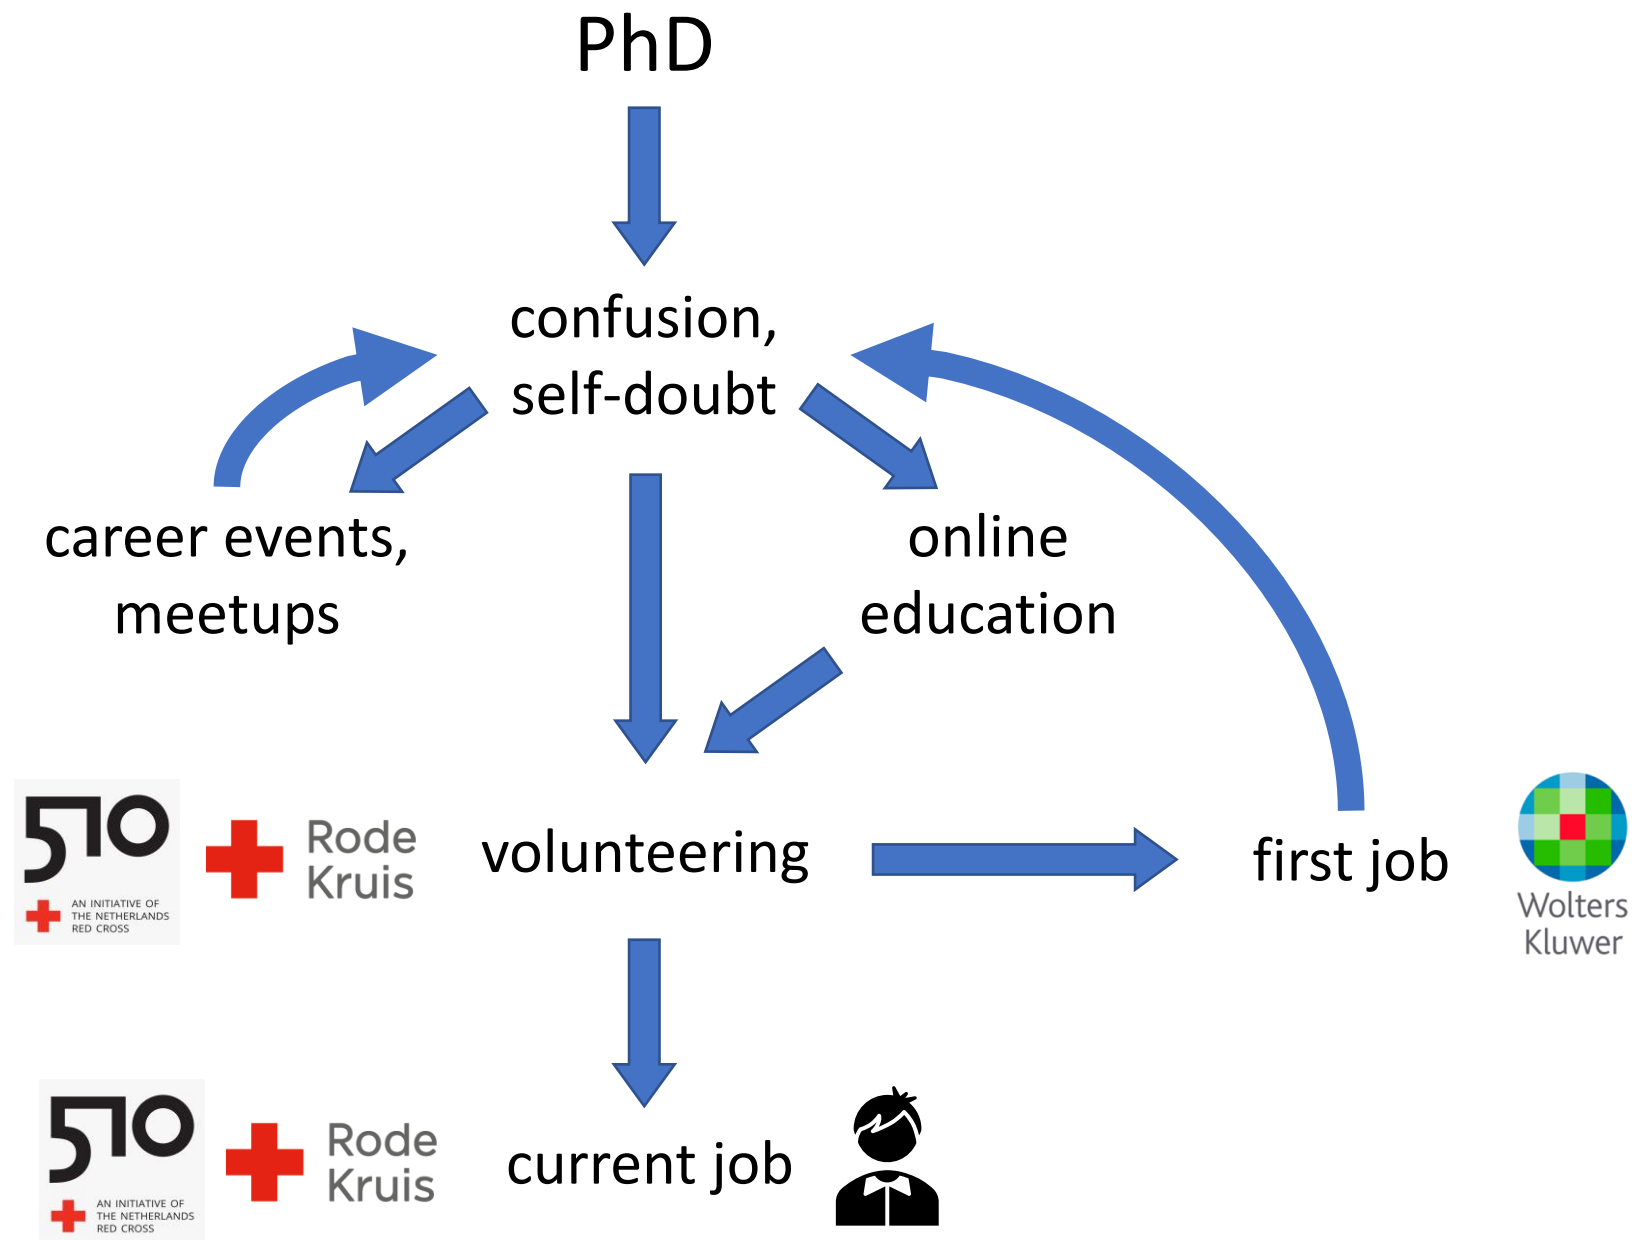 PhD
confusion,
self-doubt
career events,
meetups
online
education
510
AN INITIATIVE OF
THE NETHERLANDS
RED CROSS
Rode
Kruis
volunteering
first job
Wolters
Kluwer
510
AN INITIATIVE OF
THE NETHERLANDS
RED CROSS
Rode
Kruis
current job